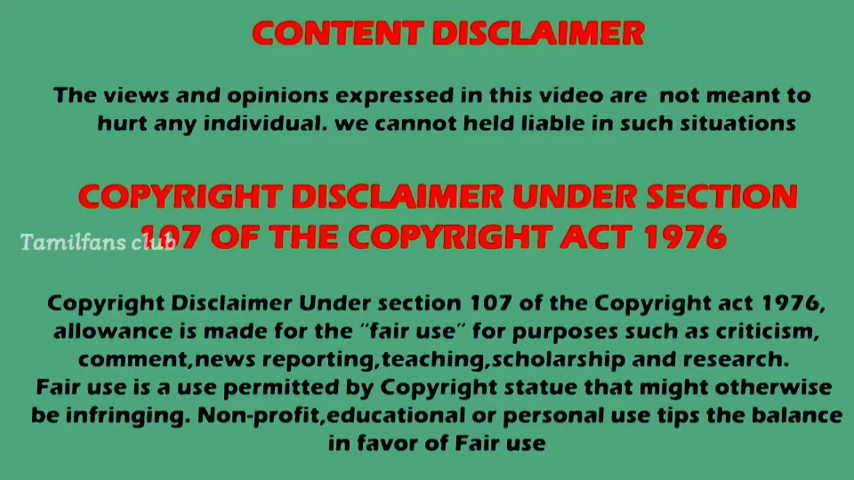 CONTENT DISCLAIMER
The views and opinions expressed in this video are not meant to
hurt any individual. we cannot held liable in such situations
COPYRIGHT DISCLAIMER UNDER SECTION
107 OF THE COPYRIGHT ACT 1976
Tamilfans club
Copyright Disclaimer Under section 107 of the Copyright act 1976,
allowance is made for the "fair use" for purposes such as criticism,
comment,news reporting,teaching,scholarship and research.
Fair use is a use permitted by Copyright statue that might otherwise
be infringing. Non-profit,educational or personal use tips the balance
in favor of Fair use